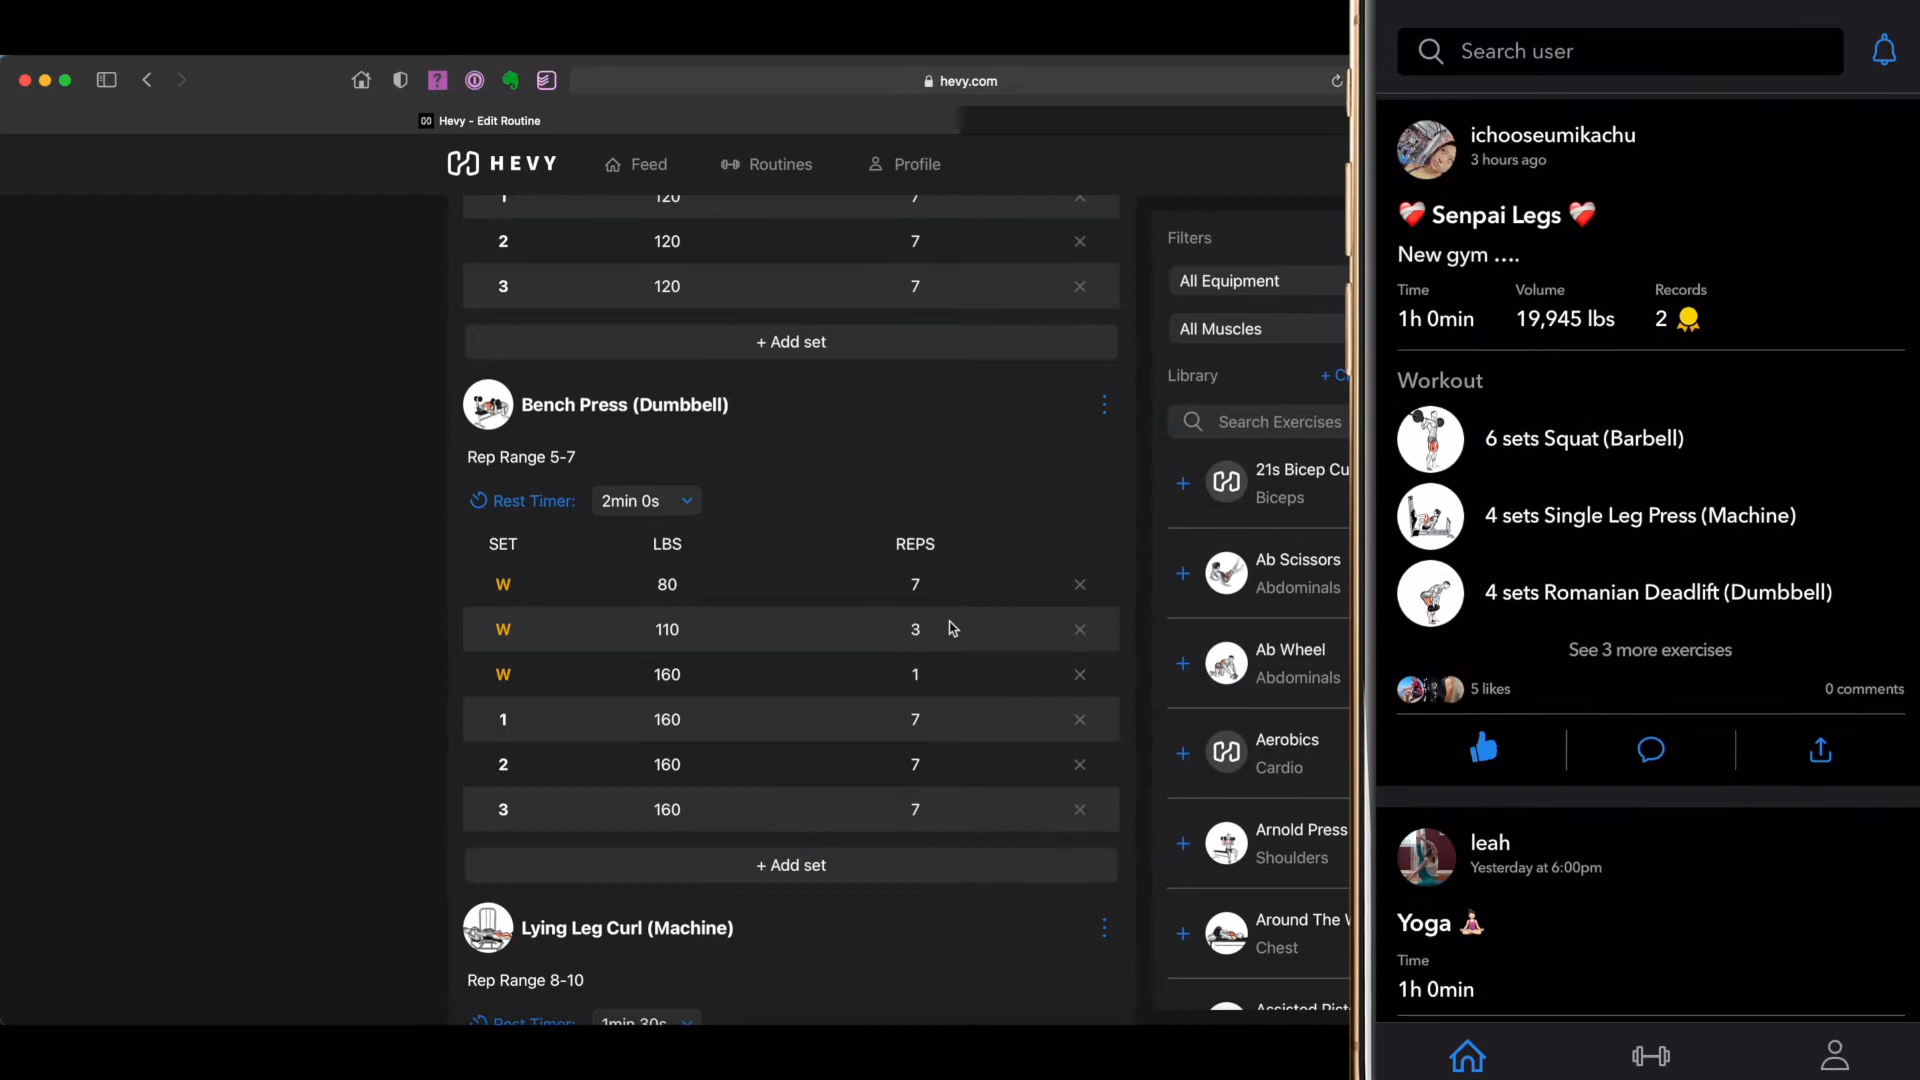 hevy.com
Hevy - Edit Routine
HEVY
Feed
Routines
Profile
1 120 7
2 120 7
3 120 7
+ Add set
Bench Press (Dumbbell)
Rep Range 5-7
Rest Timer: 2min 0s
SET LBS REPS
W 80 7
W 110 3
W 160 1
1 160 7
2 160 7
3 160 7
+ Add set
Lying Leg Curl (Machine)
Rep Range 8-10
Rest Timer: 1min 30s
Filters
All Equipment
All Muscles
Library + C
Search Exercises
21s Bicep Cu
Biceps
Ab Scissors
Abdominals
Ab Wheel
Abdominals
Aerobics
Cardio
Arnold Press
Shoulders
Around The
Chest
Search user
ichooseumikachu
3 hours ago
Senpai Legs
New gym ....
Time Volume Records
1h 0min 19,945 lbs 2
Workout
6 sets Squat (Barbell)
4 sets Single Leg Press (Machine)
4 sets Romanian Deadlift (Dumbbell)
See 3 more exercises
5 likes 0 comments
leah
Yesterday at 6:00pm
Yoga
Time
1h 0min